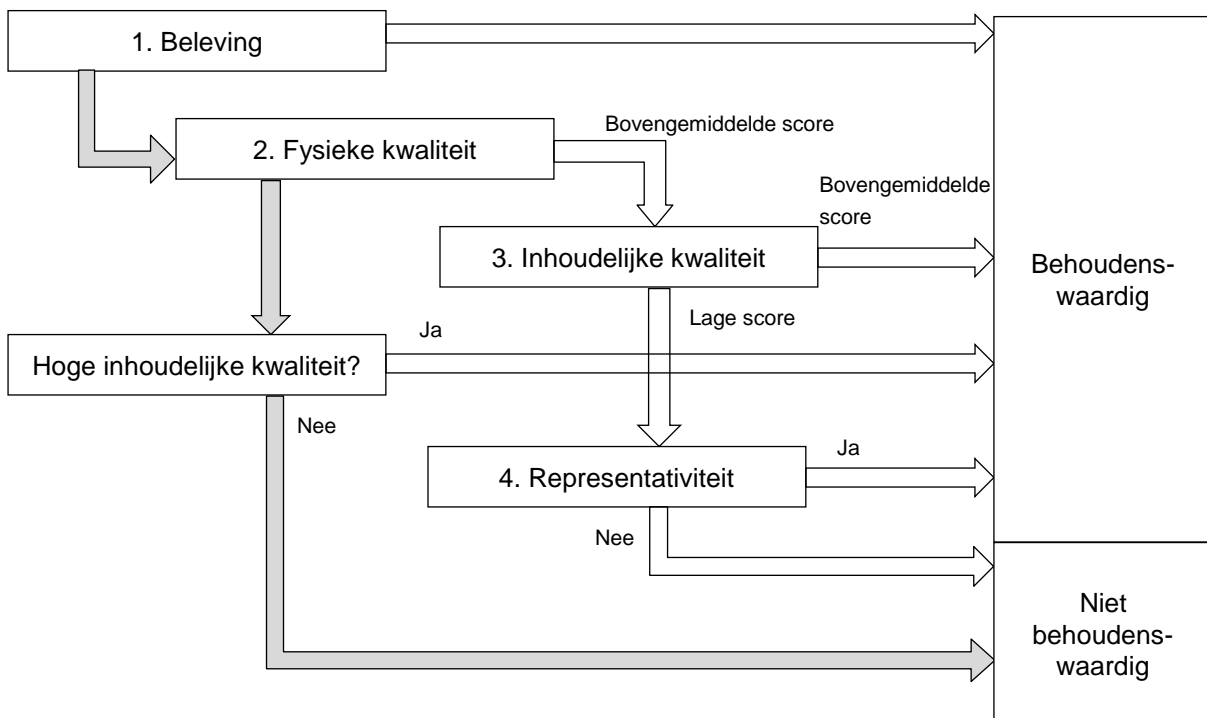 1. Beleving
Bovengemiddelde score
2. Fysieke kwaliteit
Bovengemiddelde
score
3. Inhoudelijke kwaliteit
Behoudens-
waardig
Lage score
Ja
Hoge inhoudelijke kwaliteit?
Nee
Ja
4. Representativiteit
Nee
Niet
behoudens-
waardig